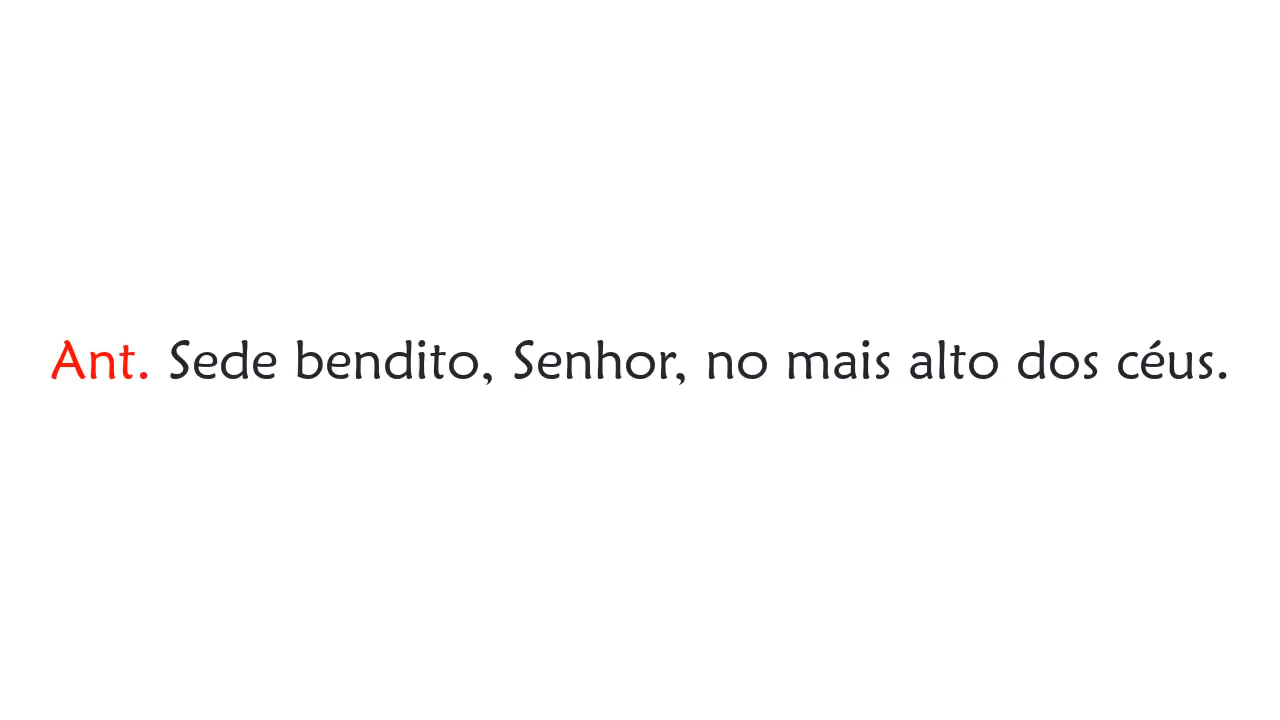 Ant. Sede bendito, Senhor, no mais alto dos céus.